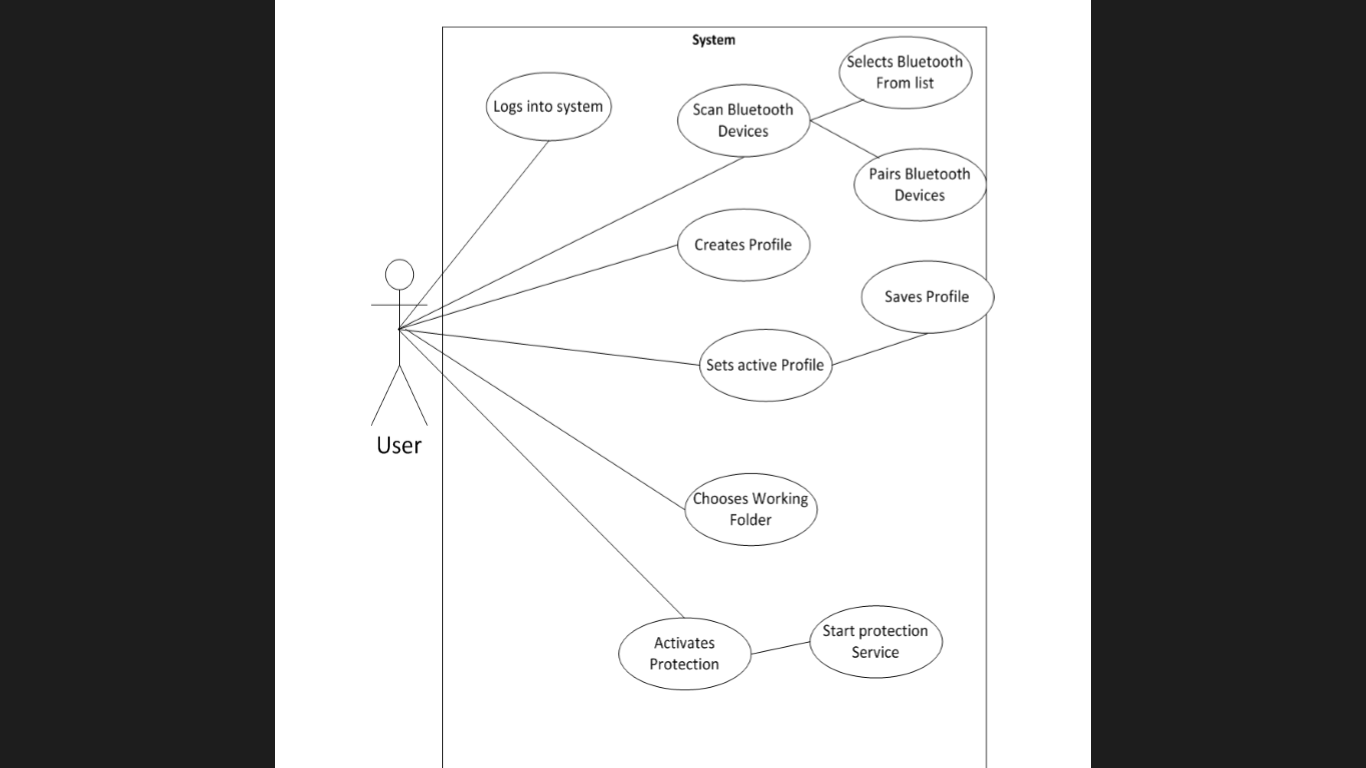 System
Selects Bluetooth
From list
Logs into system
Scan Bluetooth
Devices
Pairs Bluetooth
Devices
Creates Profile
Saves Profile
Sets active Profile
User
Chooses Working
Folder
Activates
Protection
Start protection
Service